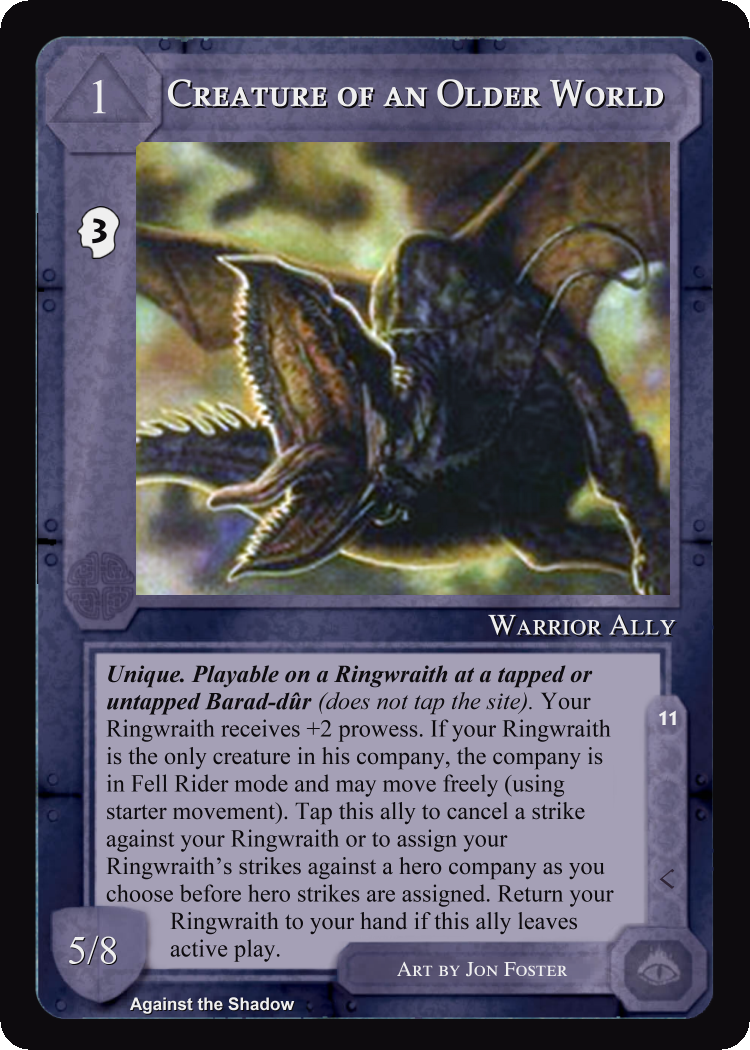 1
Creature of an Older World
3
Warrior Ally
Unique. Playable on a Ringwraith at a tapped or
untapped Barad-dûr (does not tap the site). Your
Ringwraith receives +2 prowess. If your Ringwraith
is the only creature in his company, the company is
in Fell Rider mode and may move freely (using
starter movement). Tap this ally to cancel a strike
against your Ringwraith or to assign your
Ringwraith's strikes against a hero company as you
choose before hero strikes are assigned. Return your
Ringwraith to your hand if this ally leaves
active play.
11
5/8
Art by Jon Foster
Against the Shadow